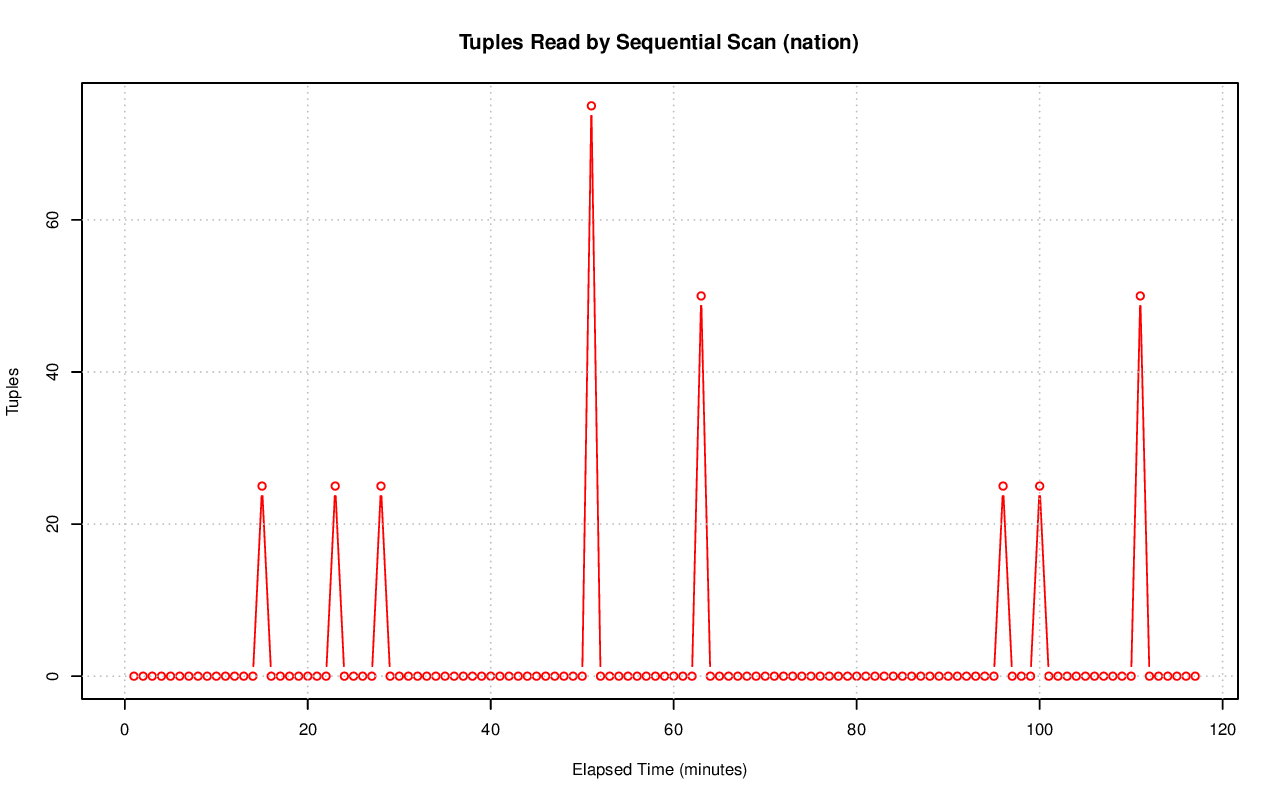 Tuples Read by Sequential Scan (nation)
Tuples
60
40
20
0
0 20 40 60 80 100 120
Elapsed Time (minutes)